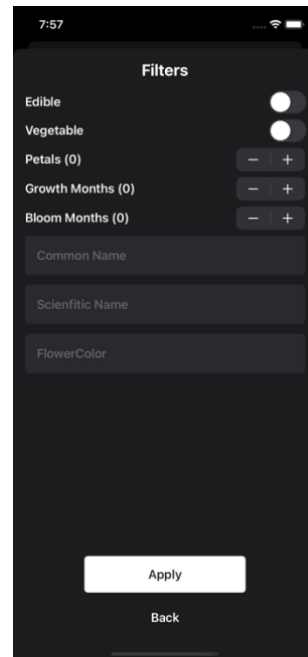 7:57
Filters
Edible
Vegetable
Petals (0)
− +
Growth Months (0)
− +
Bloom Months (0)
− +
Common Name
Scienfitic Name
FlowerColor
Apply
Back